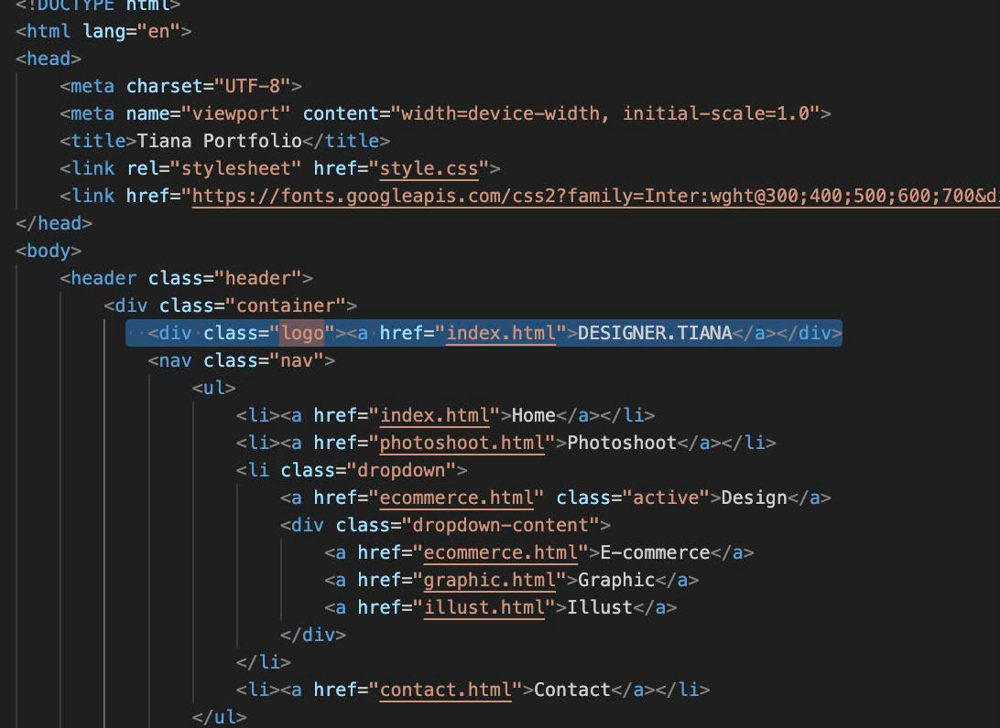 <!DOCTYPE html>
<html lang="en">
<head>
<meta charset="UTF-8">
<meta name="viewport" content="width=device-width, initial-scale=1.0">
<title>Tiana Portfolio</title>
<link rel="stylesheet" href="style.css">
<link href="https://fonts.googleapis.com/css2?family=Inter:wght@300;400;500;600;700&d
</head>
<body>
<header class="header">
<div class="container">
<div class="logo"><a href="index.html">DESIGNER.TIANA</a></div>
<nav class="nav">
<ul>
<li><a href="index.html">Home</a></li>
<li><a href="photoshoot.html">Photoshoot</a></li>
<li class="dropdown">
<a href="ecommerce.html" class="active">Design</a>
<div class="dropdown-content">
<a href="ecommerce.html">E-commerce</a>
<a href="graphic.html">Graphic</a>
<a href="illust.html">Illust</a>
</div>
</li>
<li><a href="contact.html">Contact</a></li>
</ul>